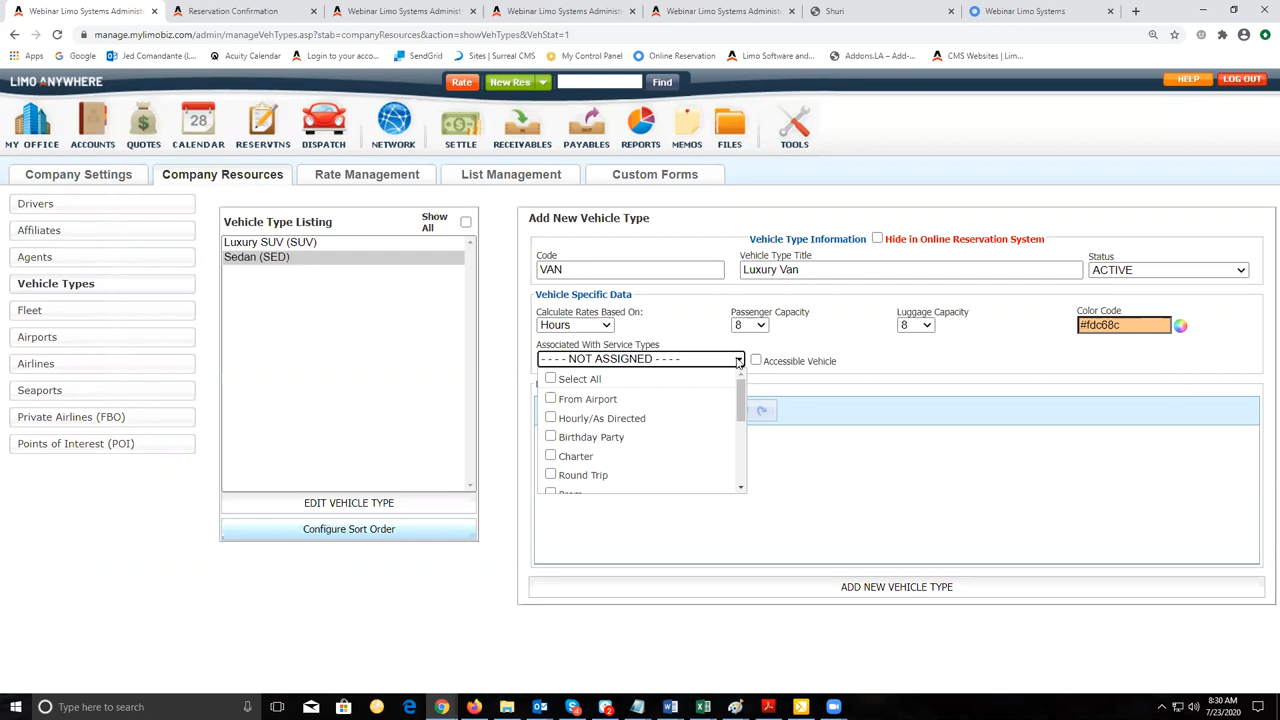 Webinar Limo Systems Administr
Reservation Confirmation
Webinar Limo Systems Administ
Webinar Limo Systems Administ
Webinar Limo Systems Administ
Shuri
Webinar Limo Systems
manage.mylimobiz.com/admin/manageVehTypes.asp?stab=companyResources&action=showVehTypes&VehStat=1
Apps
Google
Jed Comandante (...
Acuity Calendar
Login to your acco...
SendGrid
Sites | Surreal CMS
My Control Panel
Online Reservation
Limo Software and...
Addons.LA – Add-...
CMS Websites | Lim...
LIMO ANYWHERE
Rate
New Res
Find
HELP
LOG OUT
28
MY OFFICE
ACCOUNTS
QUOTES
CALENDAR
RESERVTNS
DISPATCH
NETWORK
SETTLE
RECEIVABLES
PAYABLES
REPORTS
MEMOS
FILES
TOOLS
Company Settings
Company Resources
Rate Management
List Management
Custom Forms
Drivers
Affiliates
Agents
Vehicle Types
Fleet
Airports
Airlines
Seaports
Private Airlines (FBO)
Points of Interest (POI)
Vehicle Type Listing
Show All
Luxury SUV (SUV)
Sedan (SED)
EDIT VEHICLE TYPE
Configure Sort Order
Add New Vehicle Type
Vehicle Type Information
Hide in Online Reservation System
Code
Vehicle Type Title
Status
VAN
Luxury Van
ACTIVE
Vehicle Specific Data
Calculate Rates Based On:
Passenger Capacity
Luggage Capacity
Color Code
Hours
8
8
#fdc68c
Associated With Service Types
- - - - NOT ASSIGNED - - - -
Accessible Vehicle
Select All
From Airport
Hourly/As Directed
Birthday Party
Charter
Round Trip
ADD NEW VEHICLE TYPE
Type here to search
8:30 AM
7/23/2020